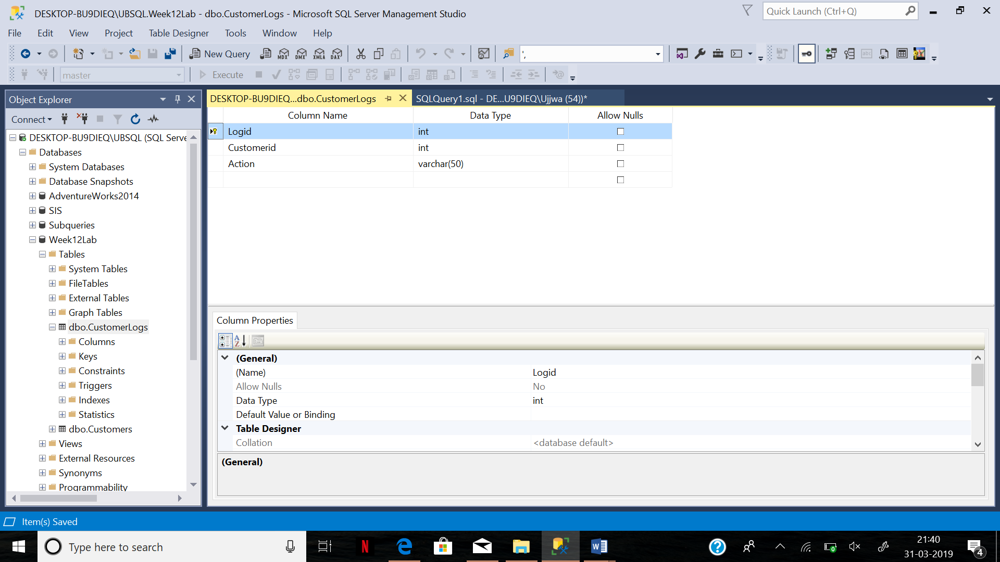 DESKTOP-BU9DIEQ\UBSQL.Week12Lab - dbo.CustomerLogs - Microsoft SQL Server Management Studio
Quick Launch (Ctrl+Q)
File Edit View Project Table Designer Tools Window Help
New Query MDX DMX XMLA DAX ',
abc
master Execute
Object Explorer
DESKTOP-BU9DIEQ...dbo.CustomerLogs SQLQuery1.sql - DE...U9DIEQ\Ujjwa (54))*
Connect
Column Name Data Type Allow Nulls
Logid int
Customerid int
Action varchar(50)
DESKTOP-BU9DIEQ\UBSQL (SQL Serve
Databases
System Databases
Database Snapshots
AdventureWorks2014
SIS
Subqueries
Week12Lab
Tables
System Tables
FileTables
External Tables
Graph Tables
dbo.CustomerLogs
Columns
Keys
Constraints
Triggers
Indexes
Statistics
dbo.Customers
Views
External Resources
Synonyms
Programmability
Column Properties
A
Z
(General)
(Name) Logid
Allow Nulls No
Data Type int
Default Value or Binding
Table Designer
Collation <database default>
(General)
Item(s) Saved
Type here to search
21:40
31-03-2019
4